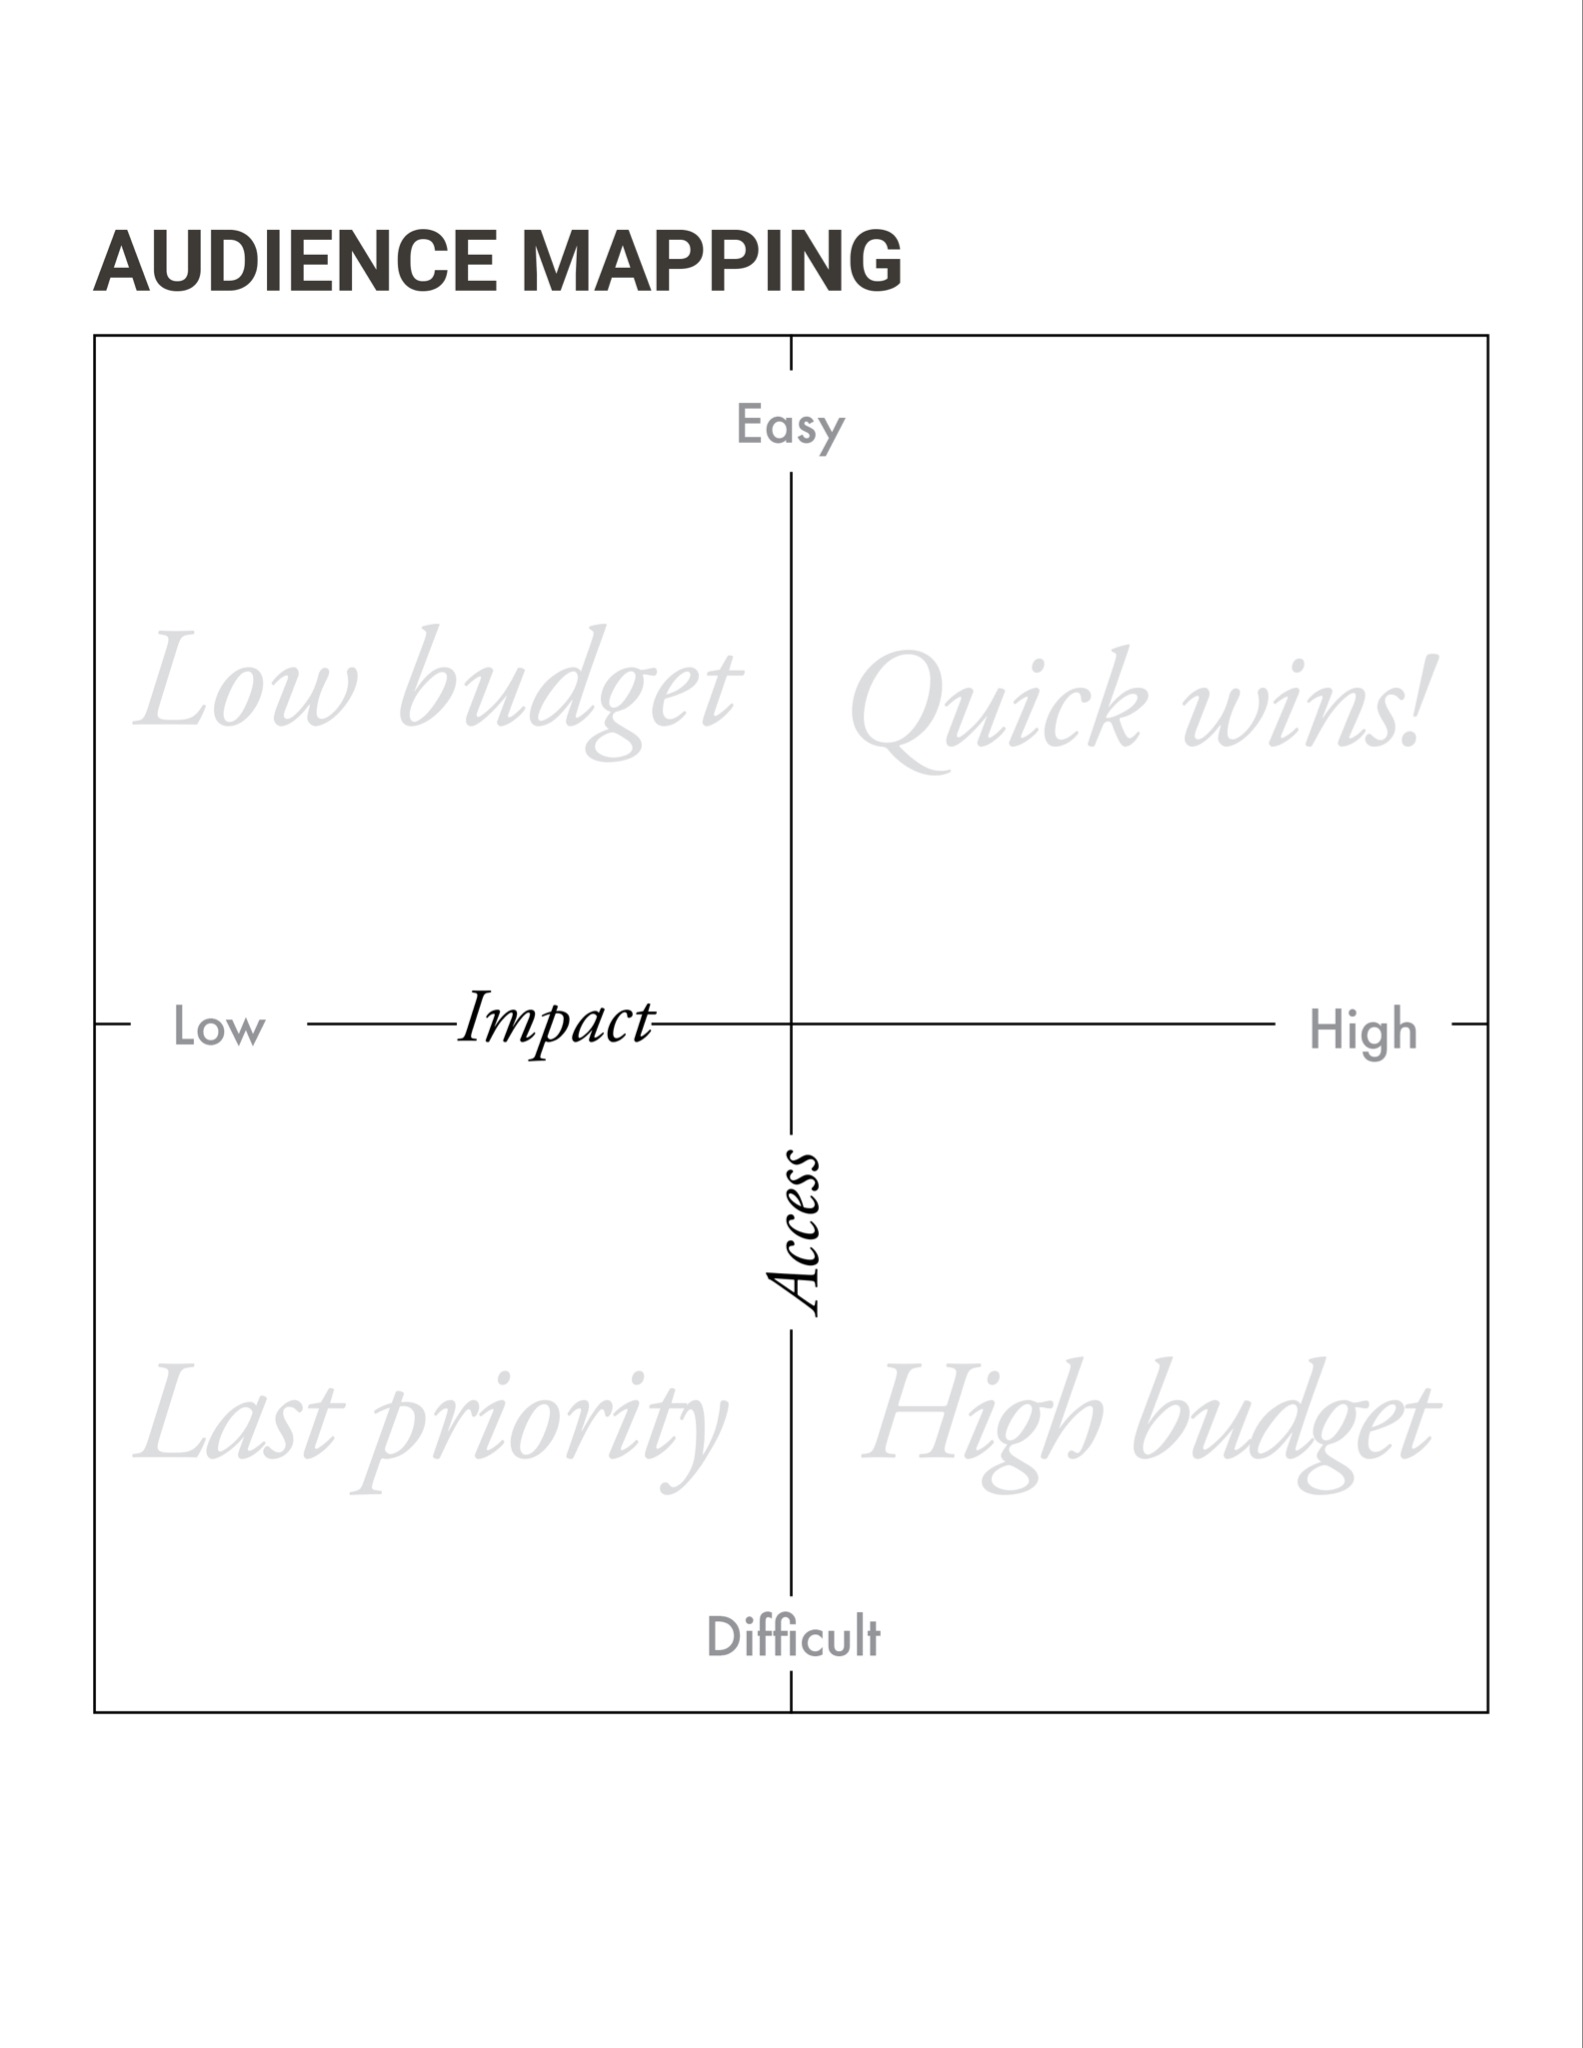 AUDIENCE MAPPING
Easy
Low budget
Quick wins!
Low
Impact
High
Access
Last priority
High budget
Difficult